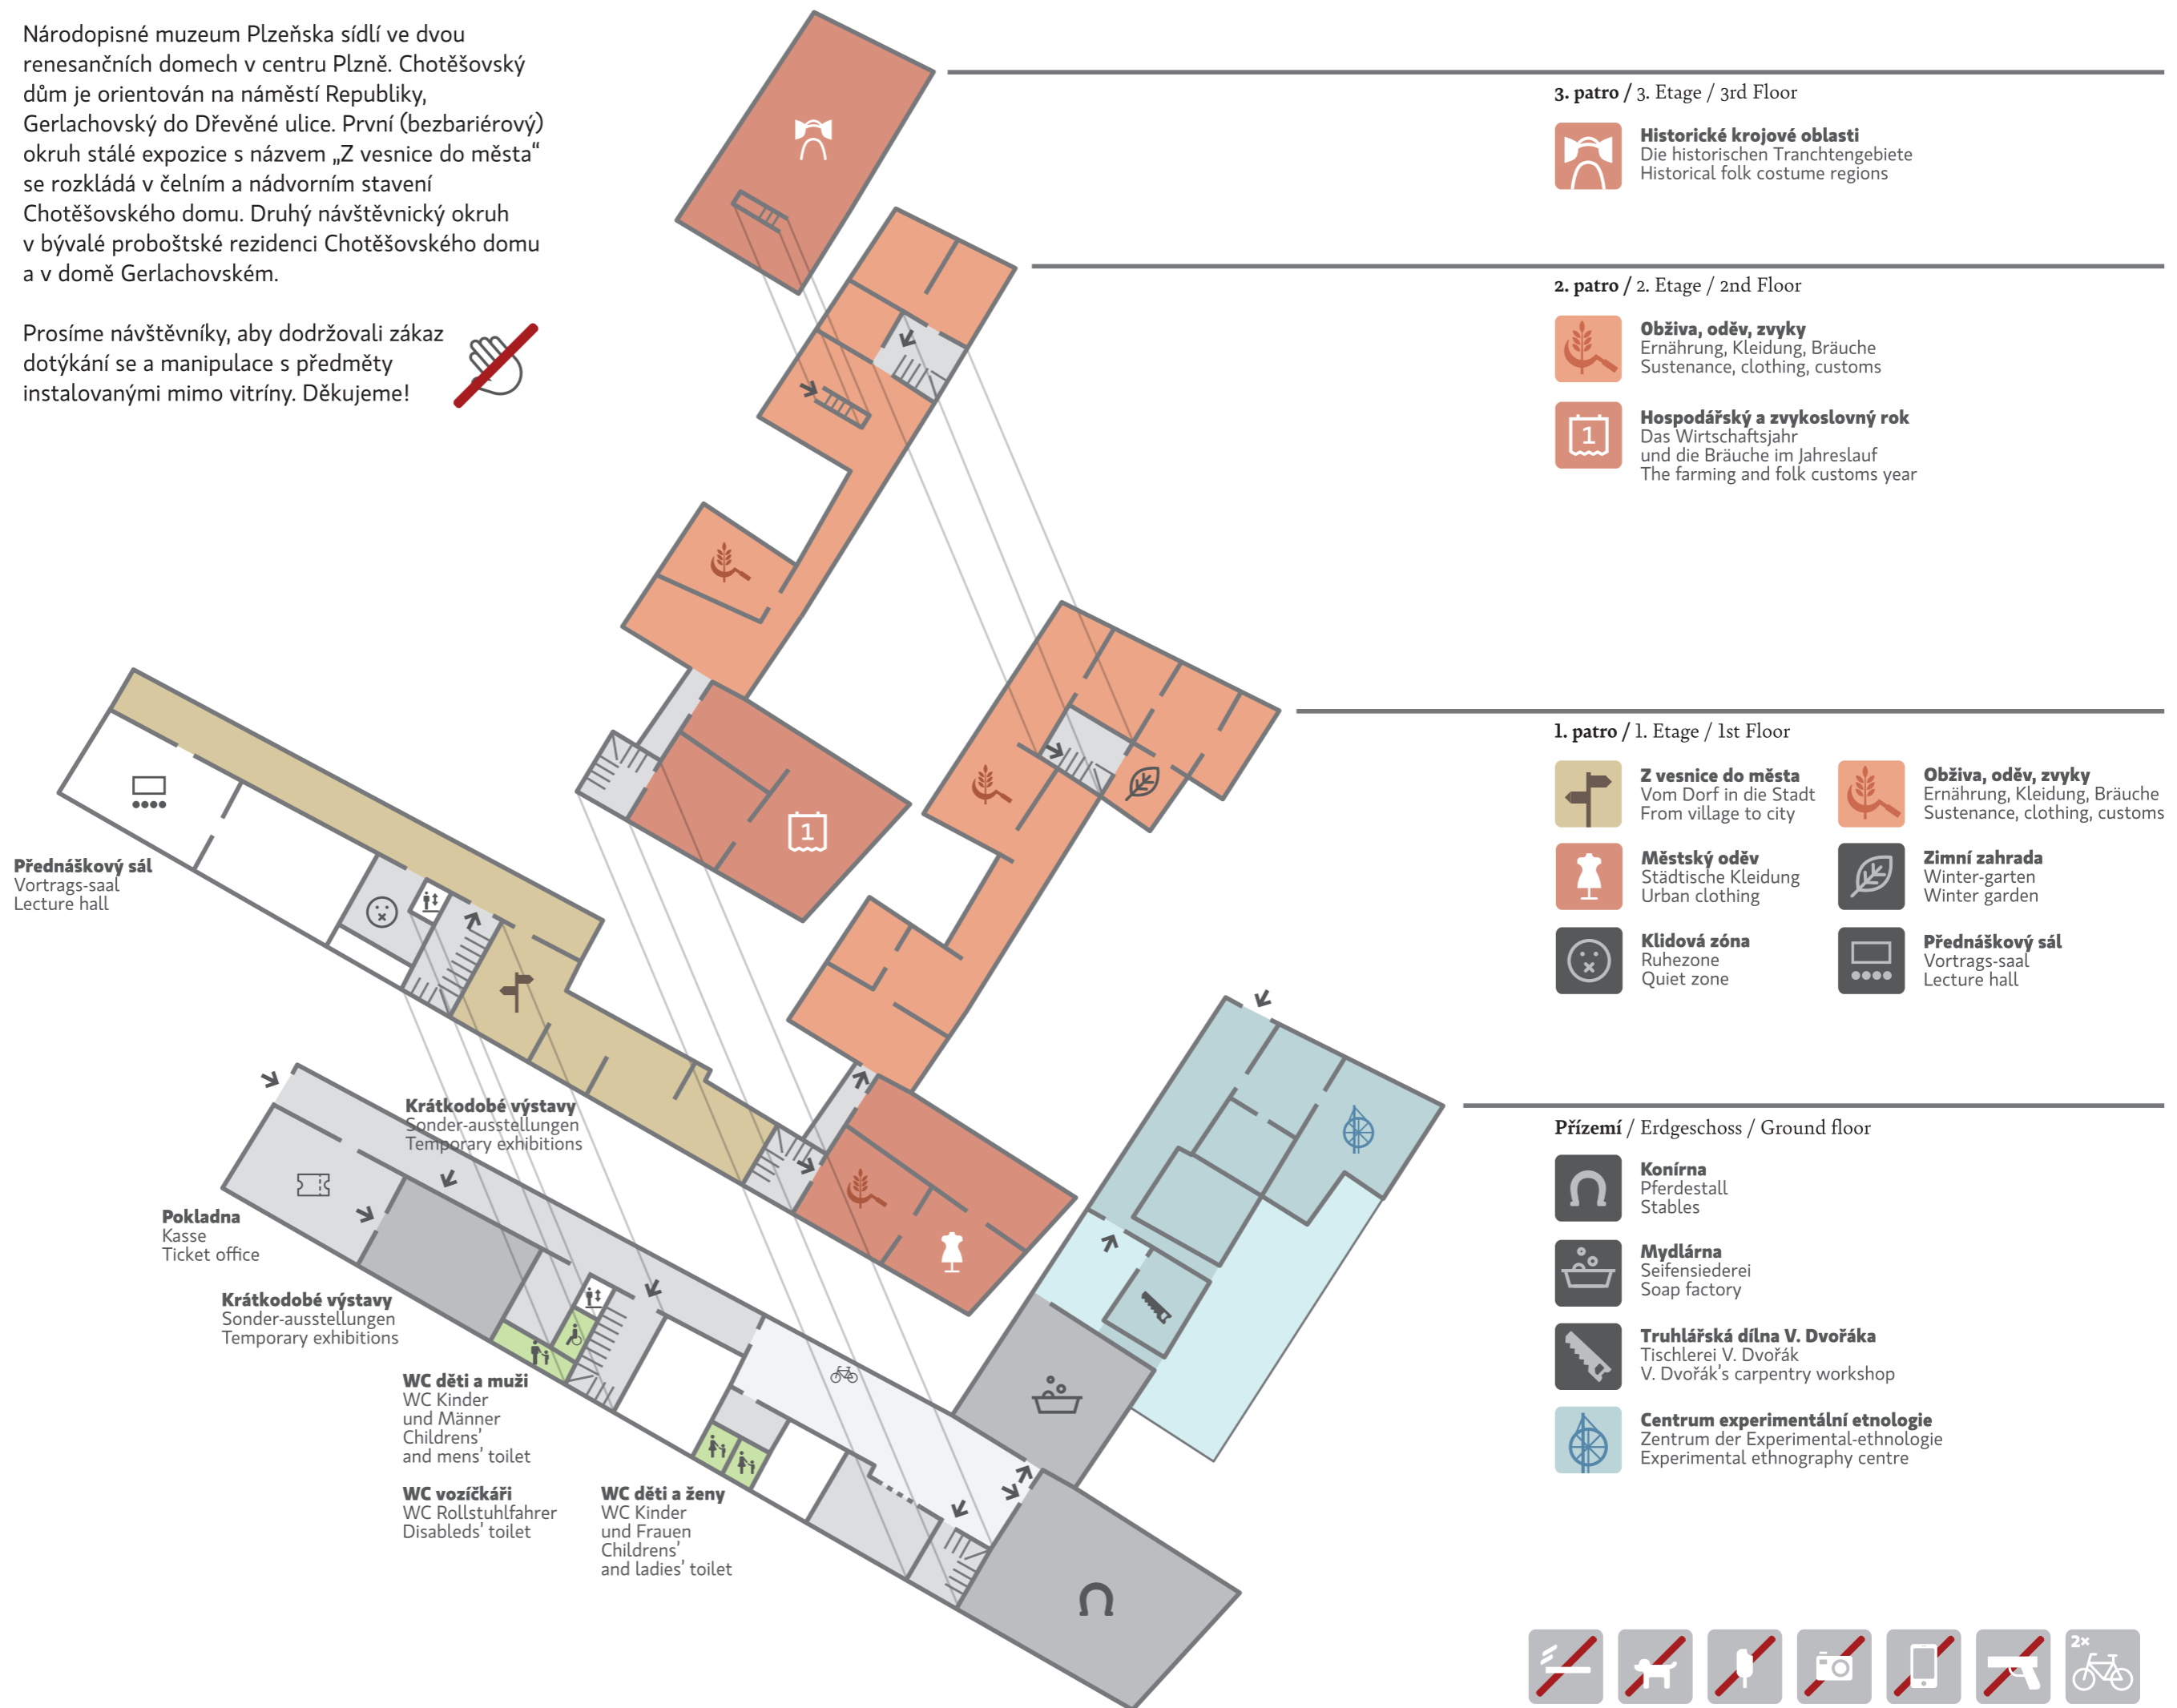 Národopisné muzeum Plzeňska sídlí ve dvou
renesančních domech v centru Plzně. Chotěšovský
dům je orientován na náměstí Republiky,
Gerlachovský do Dřevěné ulice. První (bezbariérový)
okruh stálé expozice s názvem „Z vesnice do města“
se rozkládá v čelním a nádvorním stavení
Chotěšovského domu. Druhý návštěvnický okruh
v bývalé proboštské rezidenci Chotěšovského domu
a v domě Gerlachovském.
Prosíme návštěvníky, aby dodržovali zákaz
dotýkání se a manipulace s předměty
instalovanými mimo vitríny. Děkujeme!
3. patro / 3. Etage / 3rd Floor
Historické krojové oblasti
Die historischen Tranchtengebiete
Historical folk costume regions
2. patro / 2. Etage / 2nd Floor
Obživa, oděv, zvyky
Ernährung, Kleidung, Bräuche
Sustenance, clothing, customs
1
Hospodářský a zvykoslovný rok
Das Wirtschaftsjahr
und die Bräuche im Jahreslauf
The farming and folk customs year
1
1. patro / 1. Etage / 1st Floor
Z vesnice do města
Vom Dorf in die Stadt
From village to city
Obživa, oděv, zvyky
Ernährung, Kleidung, Bräuche
Sustenance, clothing, customs
Městský oděv
Städtische Kleidung
Urban clothing
Zimní zahrada
Winter-garten
Winter garden
Klidová zóna
Ruhezone
Quiet zone
Přednáškový sál
Vortrags-saal
Lecture hall
Přednáškový sál
Vortrags-saal
Lecture hall
Krátkodobé výstavy
Sonder-ausstellungen
Temporary exhibitions
Pokladna
Kasse
Ticket office
Krátkodobé výstavy
Sonder-ausstellungen
Temporary exhibitions
WC děti a muži
WC Kinder
und Männer
Childrens’
and mens’ toilet
WC vozíčkáři
WC Rollstuhlfahrer
Disableds’ toilet
WC děti a ženy
WC Kinder
und Frauen
Childrens’
and ladies’ toilet
Přízemí / Erdgeschoss / Ground floor
Konírna
Pferdestall
Stables
Mydlárna
Seifensiederei
Soap factory
Truhlářská dílna V. Dvořáka
Tischlerei V. Dvořák
V. Dvořák’s carpentry workshop
Centrum experimentální etnologie
Zentrum der Experimental-ethnologie
Experimental ethnography centre
2×